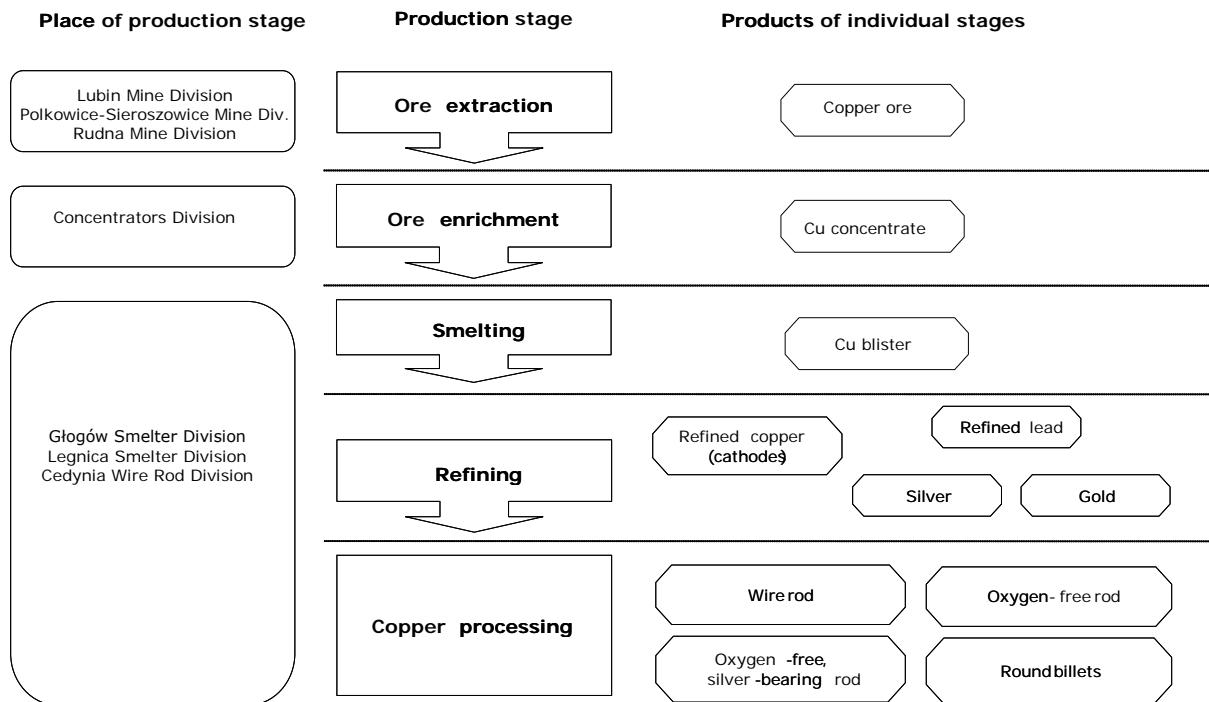 Place of production stage
Production stage
Products of individual stages
Lubin Mine Division
Polkowice-Sieroszowice Mine Div.
Rudna Mine Division
Ore extraction
Copper ore
Concentrators Division
Ore enrichment
Cu concentrate
Smelting
Cu blister
Głogów Smelter Division
Legnica Smelter Division
Cedynia Wire Rod Division
Refining
Refined copper
(cathodes)
Refined lead
Silver
Gold
Copper processing
Wire rod
Oxygen- free rod
Oxygen -free,
silver -bearing rod
Round billets